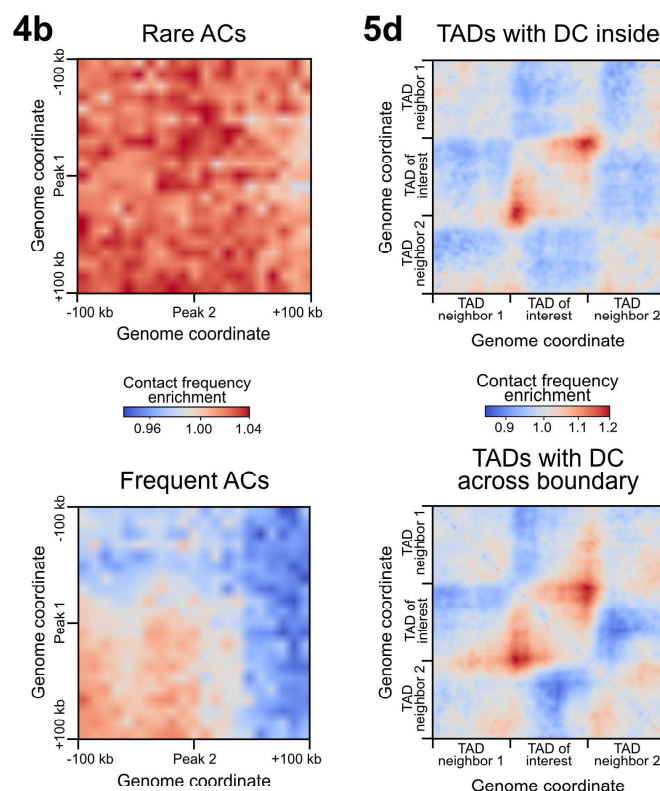 4b
Rare ACs
-100 kb
Peak 1
+100 kb
Genome coordinate
-100 kb
Peak 2
+100 kb
Genome coordinate
Contact frequency
enrichment
0.96
1.00
1.04
Frequent ACs
-100 kb
Peak 1
+100 kb
Genome coordinate
-100 kb
Peak 2
+100 kb
Genome coordinate
5d
TADs with DC inside
TAD
neighbor 1
TAD of
interest
TAD
neighbor 2
Genome coordinate
TAD
neighbor 1
TAD of
interest
TAD
neighbor 2
Genome coordinate
Contact frequency
enrichment
0.9
1.0
1.1
1.2
TADs with DC
across boundary
TAD
neighbor 1
TAD of
interest
TAD
neighbor 2
Genome coordinate
TAD
neighbor 1
TAD of
interest
TAD
neighbor 2
Genome coordinate